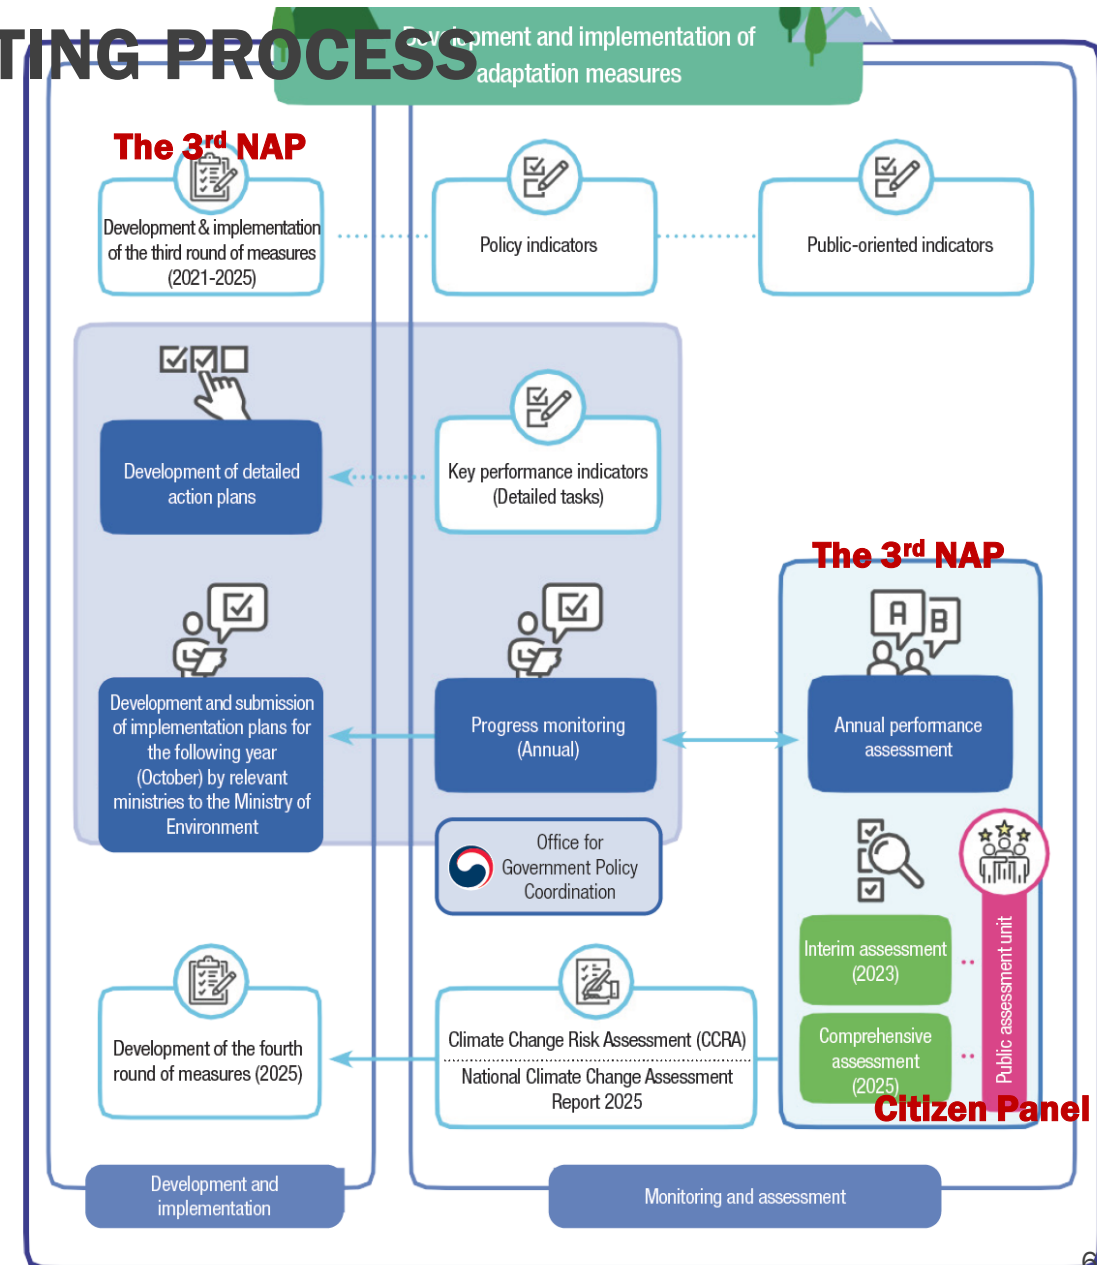 TING PROCESS
Development and implementation of
adaptation measures
The 3rd NAP
Development & implementation
of the third round of measures
(2021-2025)
Policy indicators
Public-oriented indicators
Development of detailed
action plans
Key performance indicators
(Detailed tasks)
The 3rd NAP
A B
Development and submission
of implementation plans for
the following year
(October) by relevant
ministries to the Ministry of
Environment
Progress monitoring
(Annual)
Annual performance
assessment
Office for
Government Policy
Coordination
Interim assessment
(2023)
Comprehensive
assessment
(2025)
Public assessment unit
Citizen Panel
Development of the fourth
round of measures (2025)
Climate Change Risk Assessment (CCRA)
National Climate Change Assessment
Report 2025
Development and
implementation
Monitoring and assessment